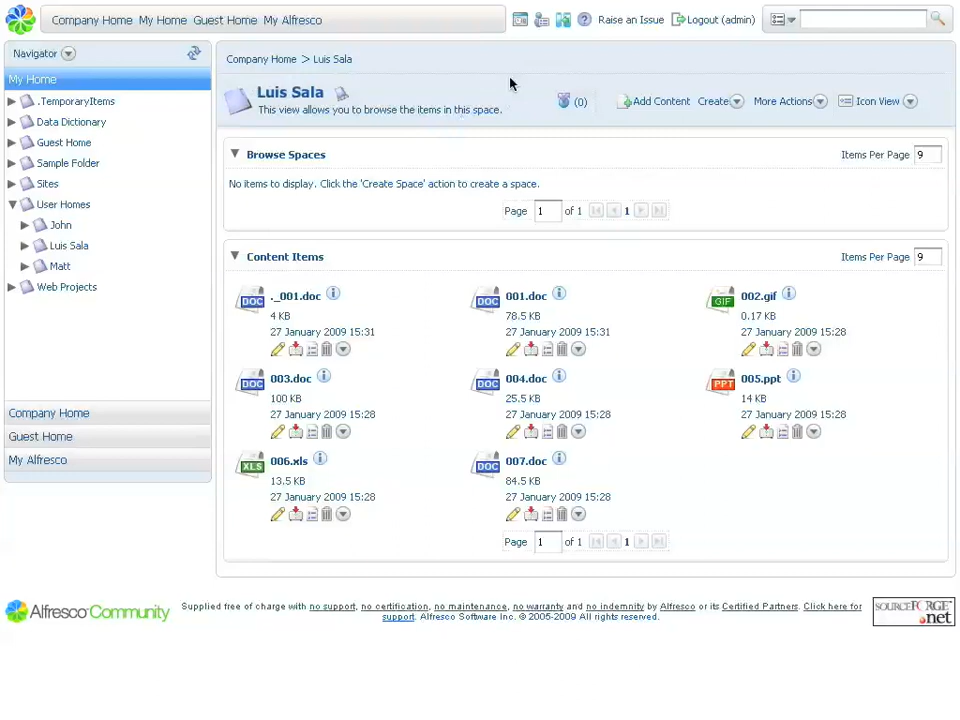 Company Home My Home Guest Home My Alfresco
Raise an Issue Logout (admin)
Navigator
My Home
.TemporaryItems
Data Dictionary
Guest Home
Sample Folder
Sites
User Homes
John
Luis Sala
Matt
Web Projects
Company Home
Guest Home
My Alfresco
Company Home > Luis Sala
Luis Sala
This view allows you to browse the items in this space.
(0) Add Content Create More Actions Icon View
Browse Spaces Items Per Page 9
No items to display. Click the 'Create Space' action to create a space.
Page 1 of 1 1
Content Items Items Per Page 9
DOC ._001.doc
4 KB
27 January 2009 15:31
DOC 001.doc
78.5 KB
27 January 2009 15:31
GIF 002.gif
0.17 KB
27 January 2009 15:28
DOC 003.doc
100 KB
27 January 2009 15:28
DOC 004.doc
25.5 KB
27 January 2009 15:28
PPT 005.ppt
14 KB
27 January 2009 15:28
XLS 006.xls
13.5 KB
27 January 2009 15:28
DOC 007.doc
84.5 KB
27 January 2009 15:28
Page 1 of 1 1
Alfresco Community
Supplied free of charge with no support, no certification, no maintenance, no warranty and no indemnity by Alfresco or its Certified Partners. Click here for
support. Alfresco Software Inc. © 2005-2009 All rights reserved.
SOURCEFORGE
.net